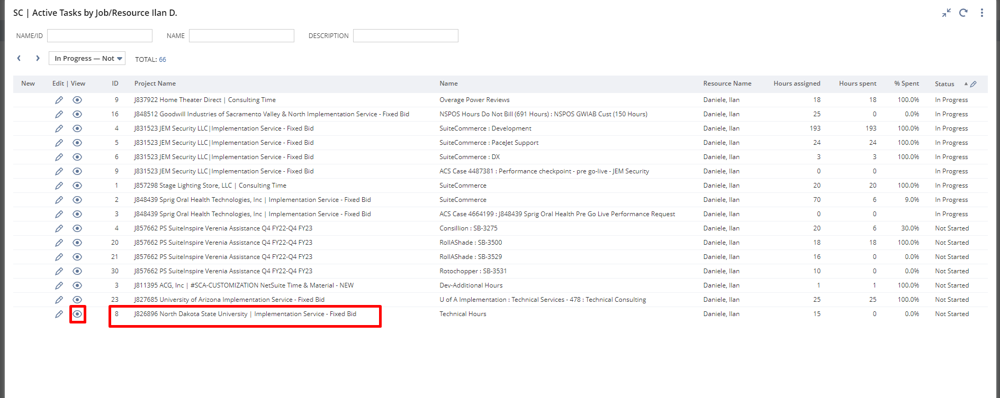 SC | Active Tasks by Job/Resource Ilan D.
NAME/ID NAME DESCRIPTION
In Progress — Not TOTAL: 66
New Edit | View ID Project Name Name Resource Name Hours assigned Hours spent % Spent Status
9 J837922 Home Theater Direct | Consulting Time Overage Power Reviews Daniele, Ilan 18 18 100.0% In Progress
16 J848512 Goodwill Industries of Sacramento Valley & North Implementation Service - Fixed Bid NSPOS Hours Do Not Bill (691 Hours) : NSPOS GWIAB Cust (150 Hours) Daniele, Ilan 25 0 0.0% In Progress
4 J831523 JEM Security LLC|Implementation Service - Fixed Bid SuiteCommerce : Development Daniele, Ilan 193 193 100.0% In Progress
5 J831523 JEM Security LLC|Implementation Service - Fixed Bid SuiteCommerce : PaceJet Support Daniele, Ilan 24 24 100.0% In Progress
6 J831523 JEM Security LLC|Implementation Service - Fixed Bid SuiteCommerce : DX Daniele, Ilan 3 3 100.0% In Progress
9 J831523 JEM Security LLC|Implementation Service - Fixed Bid ACS Case 4487381 : Performance checkpoint - pre go-live - JEM Security Daniele, Ilan 0 0 In Progress
1 J857298 Stage Lighting Store, LLC | Consulting Time SuiteCommerce Daniele, Ilan 20 20 100.0% In Progress
2 J848439 Sprig Oral Health Technologies, Inc | Implementation Service - Fixed Bid SuiteCommerce Daniele, Ilan 70 6 9.0% In Progress
3 J848439 Sprig Oral Health Technologies, Inc | Implementation Service - Fixed Bid ACS Case 4664199 : J848439 Sprig Oral Health Pre Go Live Performance Request Daniele, Ilan 0 0 In Progress
4 J857662 PS SuiteInspire Verenia Assistance Q4 FY22-Q4 FY23 Consillion : SB-3275 Daniele, Ilan 20 6 30.0% Not Started
20 J857662 PS SuiteInspire Verenia Assistance Q4 FY22-Q4 FY23 RollAShade : SB-3500 Daniele, Ilan 18 18 100.0% Not Started
21 J857662 PS SuiteInspire Verenia Assistance Q4 FY22-Q4 FY23 RollAShade : SB-3529 Daniele, Ilan 16 0 0.0% Not Started
30 J857662 PS SuiteInspire Verenia Assistance Q4 FY22-Q4 FY23 Rotochopper : SB-3531 Daniele, Ilan 10 0 0.0% Not Started
3 J811395 ACG, Inc | #SCA-CUSTOMIZATION NetSuite Time & Material - NEW Dev-Additional Hours Daniele, Ilan 1 1 100.0% Not Started
23 J827685 University of Arizona Implementation Service - Fixed Bid U of A Implementation : Technical Services - 478 : Technical Consulting Daniele, Ilan 25 25 100.0% Not Started
8 J826896 North Dakota State University | Implementation Service - Fixed Bid Technical Hours Daniele, Ilan 15 0 0.0% Not Started